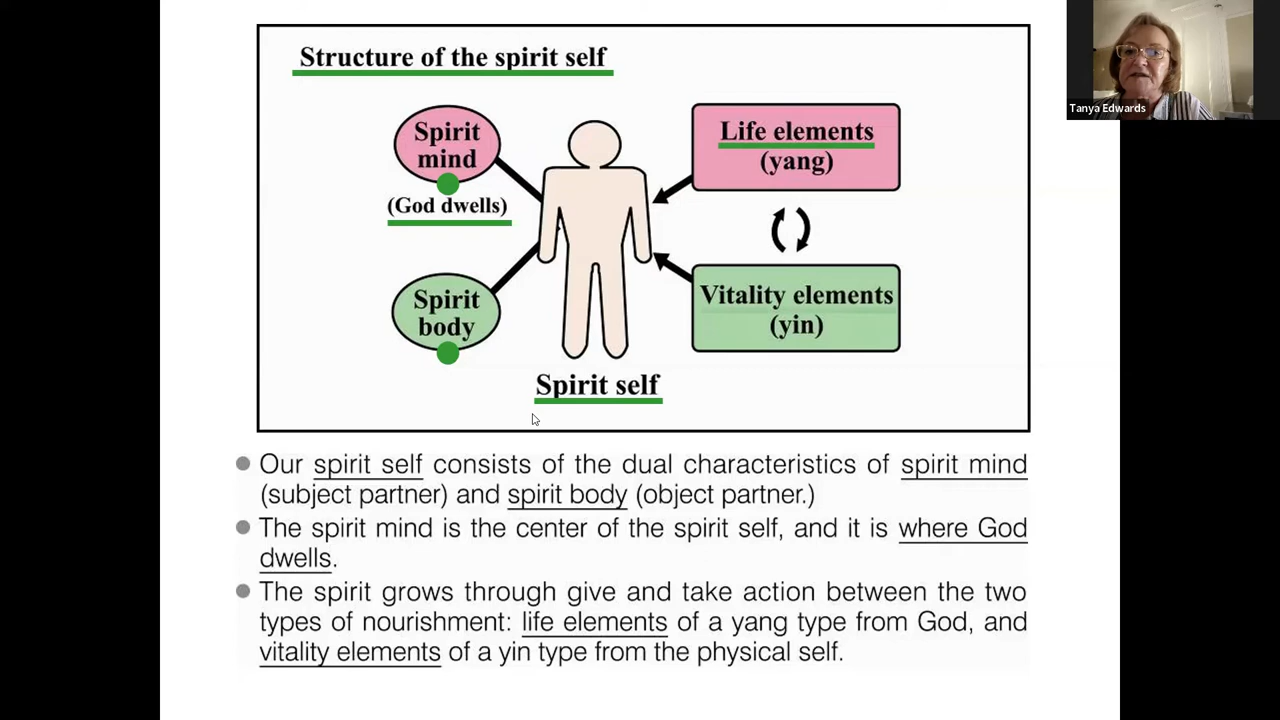 Structure of the spirit self
Spirit
mind
(God dwells)
Spirit
body
Life elements
(yang)
Vitality elements
(yin)
Spirit self
Tanya Edwards
Our spirit self consists of the dual characteristics of spirit mind
(subject partner) and spirit body (object partner.)
The spirit mind is the center of the spirit self, and it is where God
dwells.
The spirit grows through give and take action between the two
types of nourishment: life elements of a yang type from God, and
vitality elements of a yin type from the physical self.